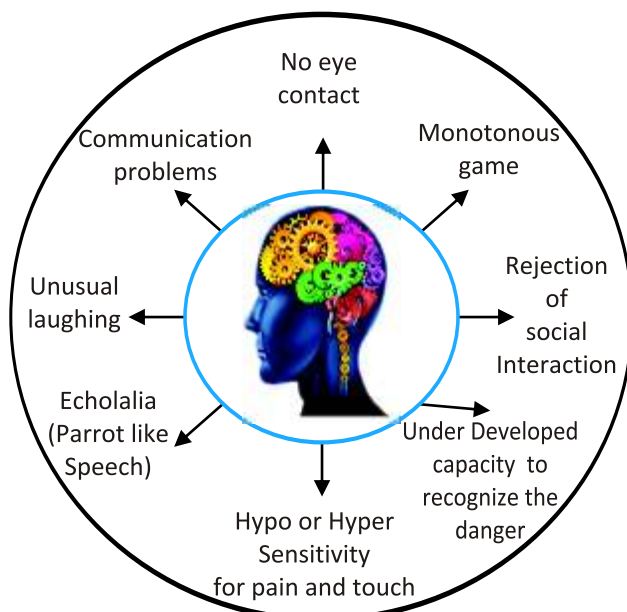 No eye
contact
Monotonous
game
Rejection
of
social
Interaction
Under Developed
capacity to
recognize the
danger
Hypo or Hyper
Sensitivity
for pain and touch
Echolalia
(Parrot like
Speech)
Unusual
laughing
Communication
problems